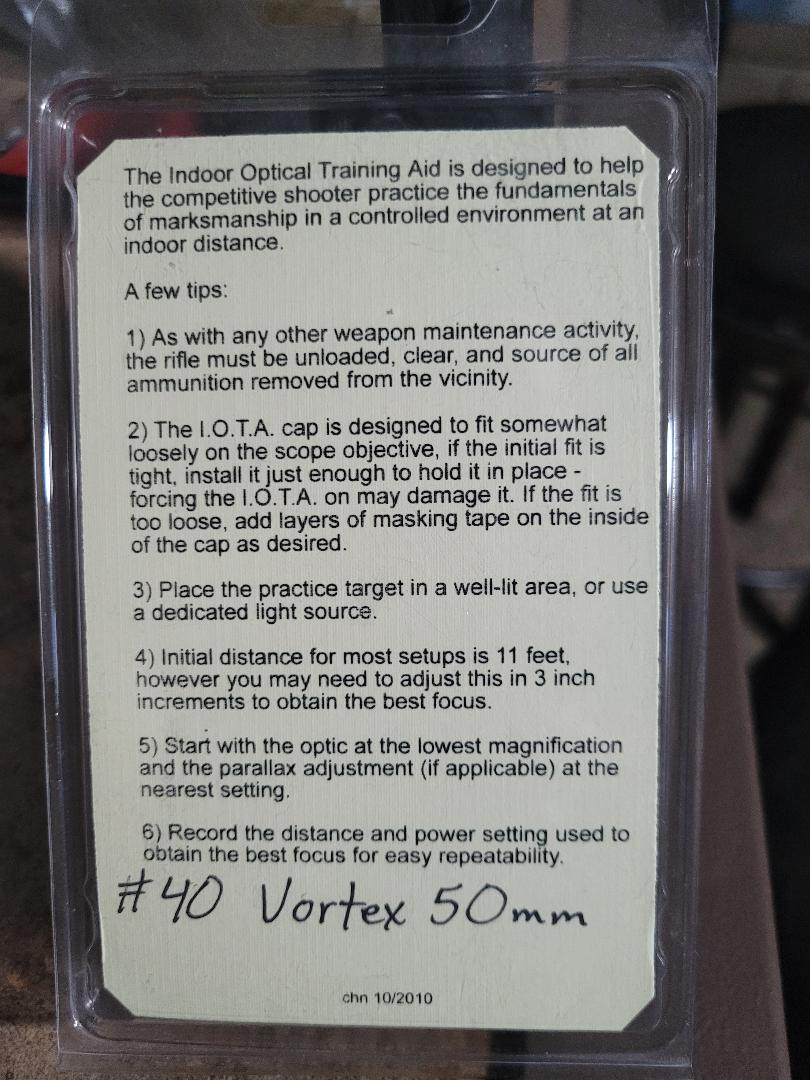 The Indoor Optical Training Aid is designed to help
the competitive shooter practice the fundamentals
of marksmanship in a controlled environment at an
indoor distance.
A few tips:
1) As with any other weapon maintenance activity,
the rifle must be unloaded, clear, and source of all
ammunition removed from the vicinity.
2) The I.O.T.A. cap is designed to fit somewhat
loosely on the scope objective, if the initial fit is
tight, install it just enough to hold it in place -
forcing the I.O.T.A. on may damage it. If the fit is
too loose, add layers of masking tape on the inside
of the cap as desired.
3) Place the practice target in a well-lit area, or use
a dedicated light source.
4) Initial distance for most setups is 11 feet,
however you may need to adjust this in 3 inch
increments to obtain the best focus.
5) Start with the optic at the lowest magnification
and the parallax adjustment (if applicable) at the
nearest setting.
6) Record the distance and power setting used to
obtain the best focus for easy repeatability.
#40 Vortex 50mm
chn 10/2010